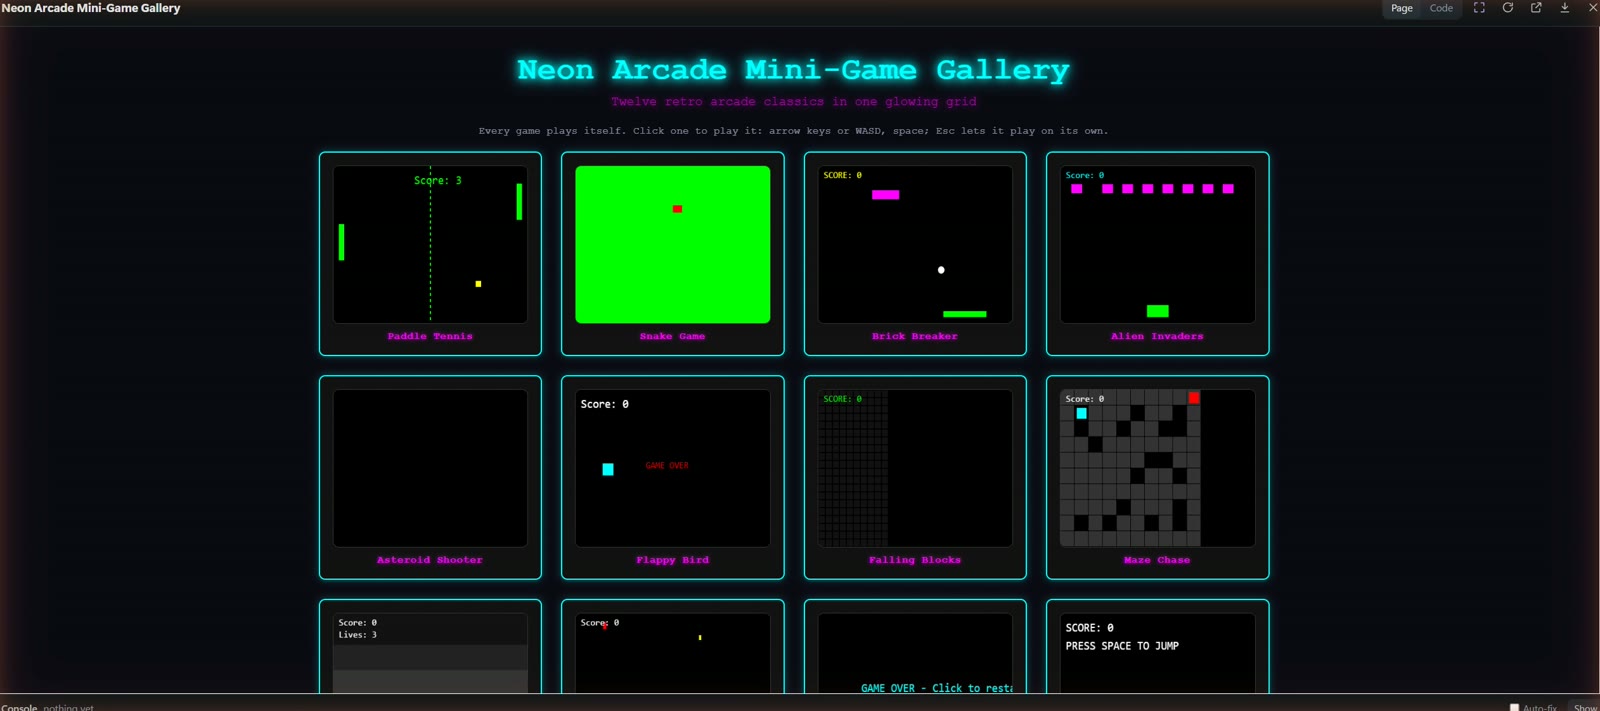 Neon Arcade Mini-Game Gallery
Page Code
Neon Arcade Mini-Game Gallery
Twelve retro arcade classics in one glowing grid
Every game plays itself. Click one to play it: arrow keys or WASD, space; Esc lets it play on its own.
Score: 3
Paddle Tennis
Snake Game
SCORE: 0
Brick Breaker
Score: 0
Alien Invaders
Asteroid Shooter
Score: 0
GAME OVER
Flappy Bird
SCORE: 0
Falling Blocks
Score: 0
Maze Chase
Score: 0
Lives: 3
Score: 0
GAME OVER - Click to resta
SCORE: 0
PRESS SPACE TO JUMP
Console nothing yet
Auto-fix Show